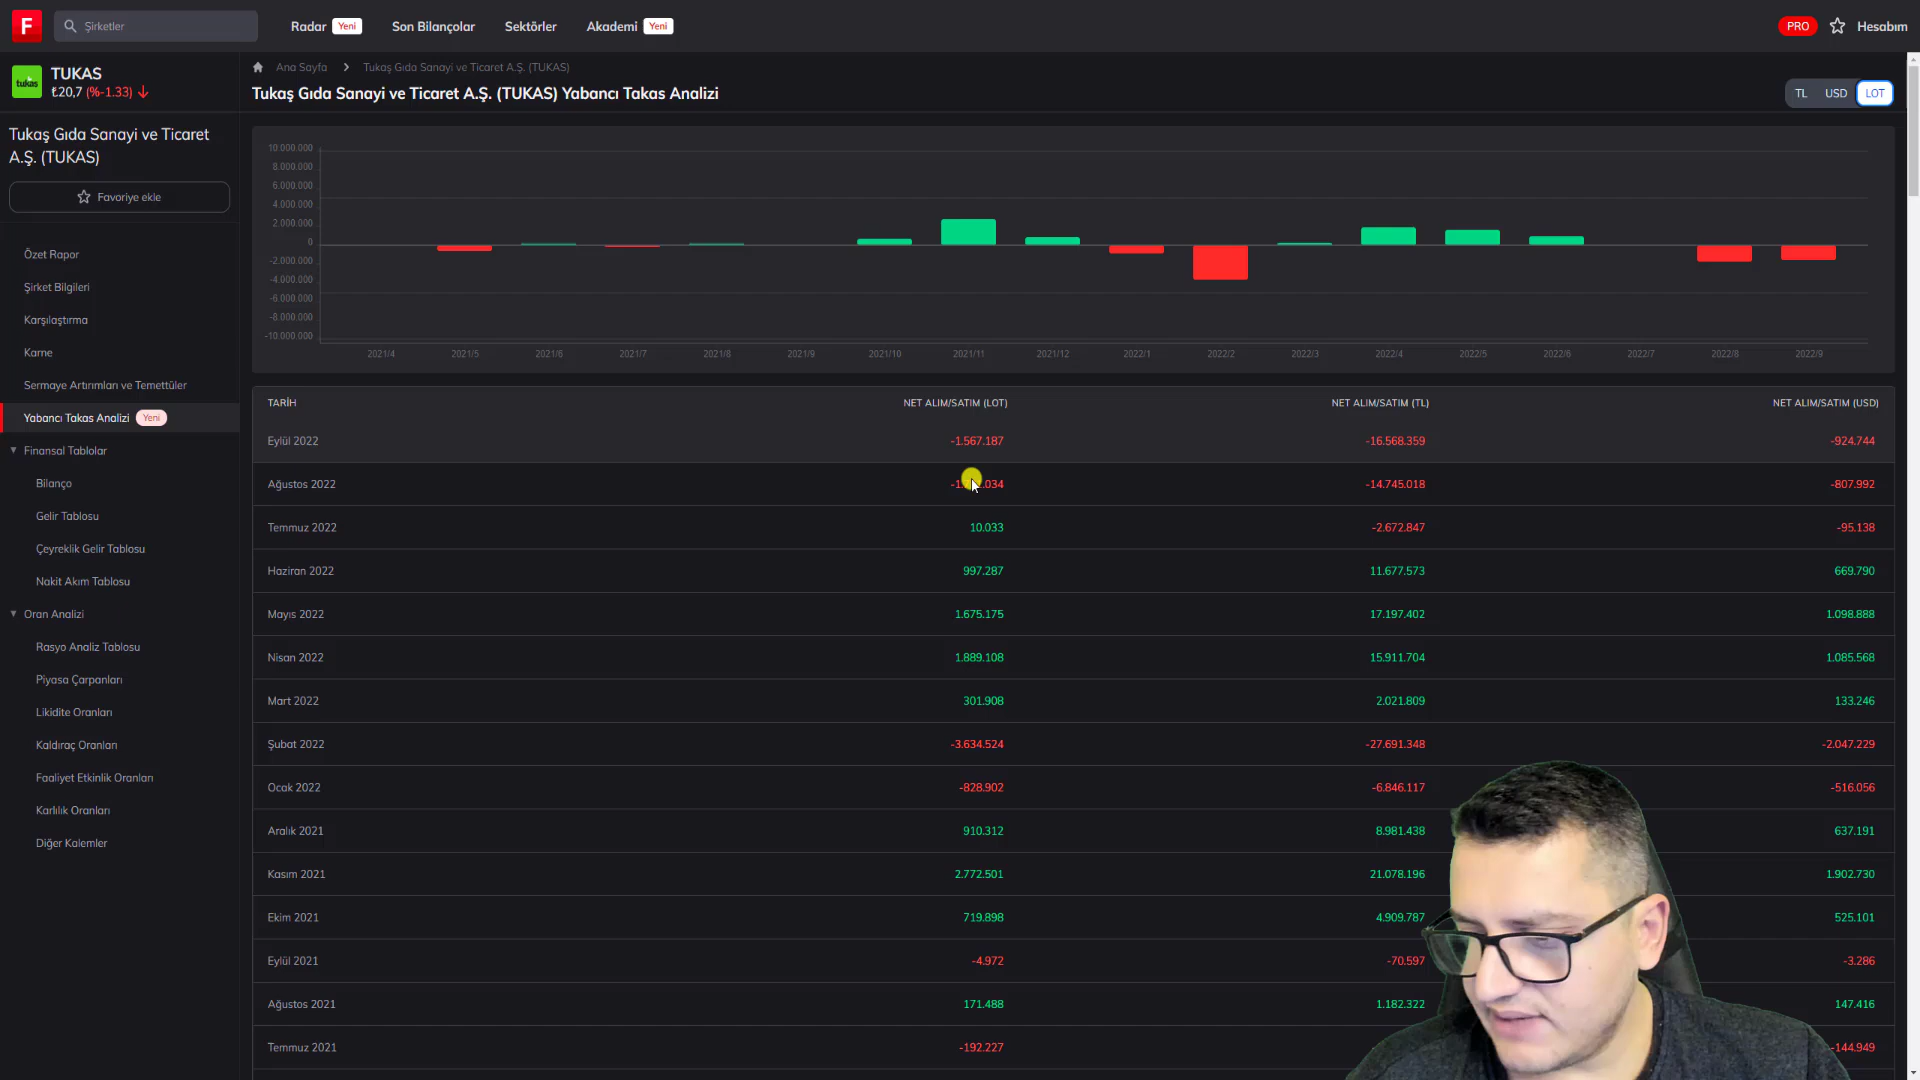 F
Şirketler
Radar Yeni
Son Bilançolar
Sektörler
Akademi Yeni
PRO
Hesabım
tukaş
TUKAS
₺20,7 (%-1.33)
Ana Sayfa
Tukaş Gıda Sanayi ve Ticaret A.Ş. (TUKAS)
Tukaş Gıda Sanayi ve Ticaret A.Ş. (TUKAS) Yabancı Takas Analizi
TL USD LOT
Tukaş Gıda Sanayi ve Ticaret
A.Ş. (TUKAS)
Favoriye ekle
Özet Rapor
Şirket Bilgileri
Karşılaştırma
Karne
Sermaye Artırımları ve Temettüler
Yabancı Takas Analizi Yeni
Finansal Tablolar
Bilanço
Gelir Tablosu
Çeyreklik Gelir Tablosu
Nakit Akım Tablosu
Oran Analizi
Rasyo Analiz Tablosu
Piyasa Çarpanları
Likidite Oranları
Kaldıraç Oranları
Faaliyet Etkinlik Oranları
Karlılık Oranları
Diğer Kalemler
10.000.000
8.000.000
6.000.000
4.000.000
2.000.000
0
-2.000.000
-4.000.000
-6.000.000
-8.000.000
-10.000.000
2021/4 2021/5 2021/6 2021/7 2021/8 2021/9 2021/10 2021/11 2021/12 2022/1 2022/2 2022/3 2022/4 2022/5 2022/6 2022/7 2022/8 2022/9
TARİH NET ALIM/SATIM (LOT) NET ALIM/SATIM (TL) NET ALIM/SATIM (USD)
Eylül 2022 -1.567.187 -16.568.359 -924.744
Ağustos 2022 -14.745.018 -807.992
Temmuz 2022 10.033 -2.672.847 -95.138
Haziran 2022 997.287 11.677.573 669.790
Mayıs 2022 1.675.175 17.197.402 1.098.888
Nisan 2022 1.889.108 15.911.704 1.085.568
Mart 2022 301.908 2.021.809 133.246
Şubat 2022 -3.634.524 -27.691.348 -2.047.229
Ocak 2022 -828.902 -6.846.117 -516.056
Aralık 2021 910.312 8.981.438 637.191
Kasım 2021 2.772.501 21.078.196 1.902.730
Ekim 2021 719.898 4.909.787 525.101
Eylül 2021 -4.972 -70.597 -3.286
Ağustos 2021 171.488 1.182.322 147.416
Temmuz 2021 -192.227 -144.949